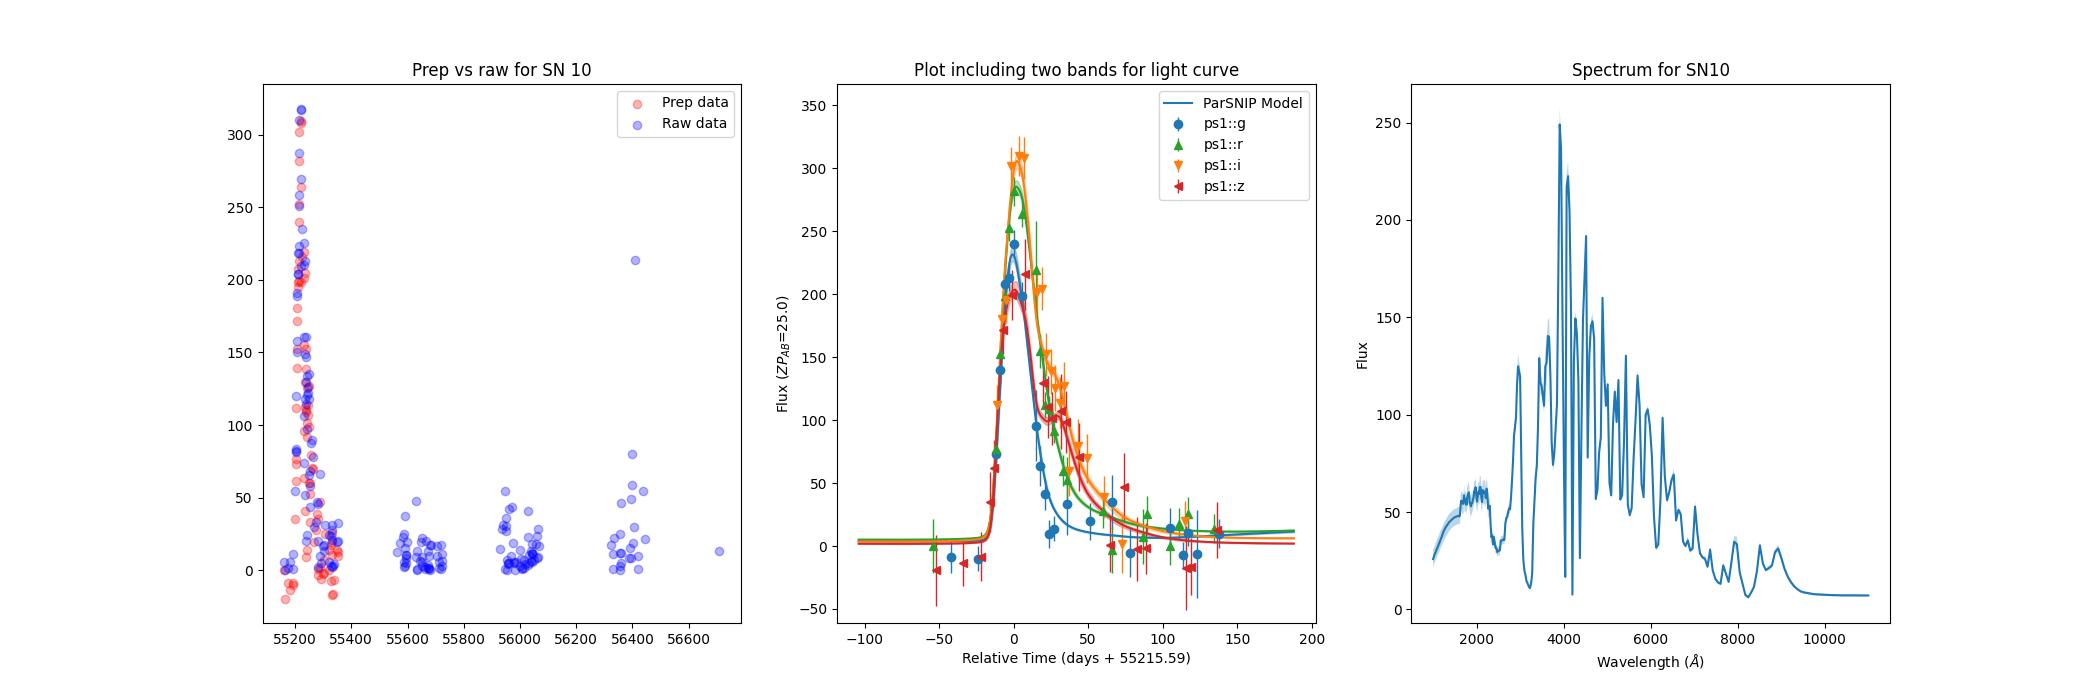 Prep vs raw for SN 10
Prep data
Raw data
300
250
200
150
100
50
0
55200 55400 55600 55800 56000 56200 56400 56600
Plot including two bands for light curve
ParSNIP Model
ps1::g
ps1::r
ps1::i
ps1::z
Flux (ZP_AB=25.0)
350
300
250
200
150
100
50
0
−50
−100 −50 0 50 100 150 200
Relative Time (days + 55215.59)
Spectrum for SN10
Flux
250
200
150
100
50
0
2000 4000 6000 8000 10000
Wavelength (Å)